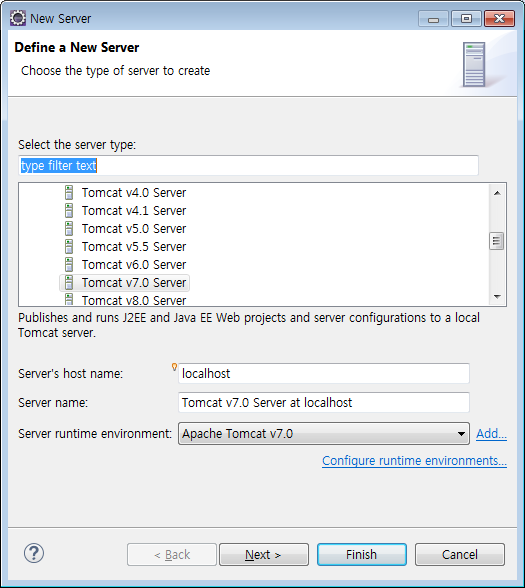 New Server
Define a New Server
Choose the type of server to create
Select the server type:
type filter text
Tomcat v4.0 Server
Tomcat v4.1 Server
Tomcat v5.0 Server
Tomcat v5.5 Server
Tomcat v6.0 Server
Tomcat v7.0 Server
Tomcat v8.0 Server
Publishes and runs J2EE and Java EE Web projects and server configurations to a local
Tomcat server.
Server's host name: localhost
Server name: Tomcat v7.0 Server at localhost
Server runtime environment: Apache Tomcat v7.0 Add...
Configure runtime environments...
? < Back Next > Finish Cancel